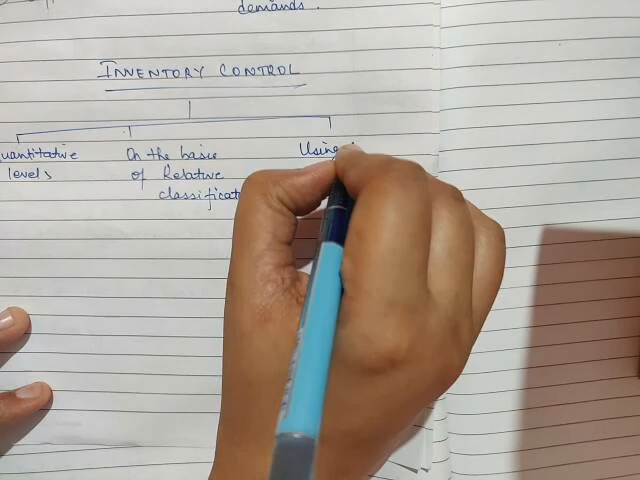 demands.
INVENTORY CONTROL
uantitative
levels
On the basis
of Relative
classificat
Using